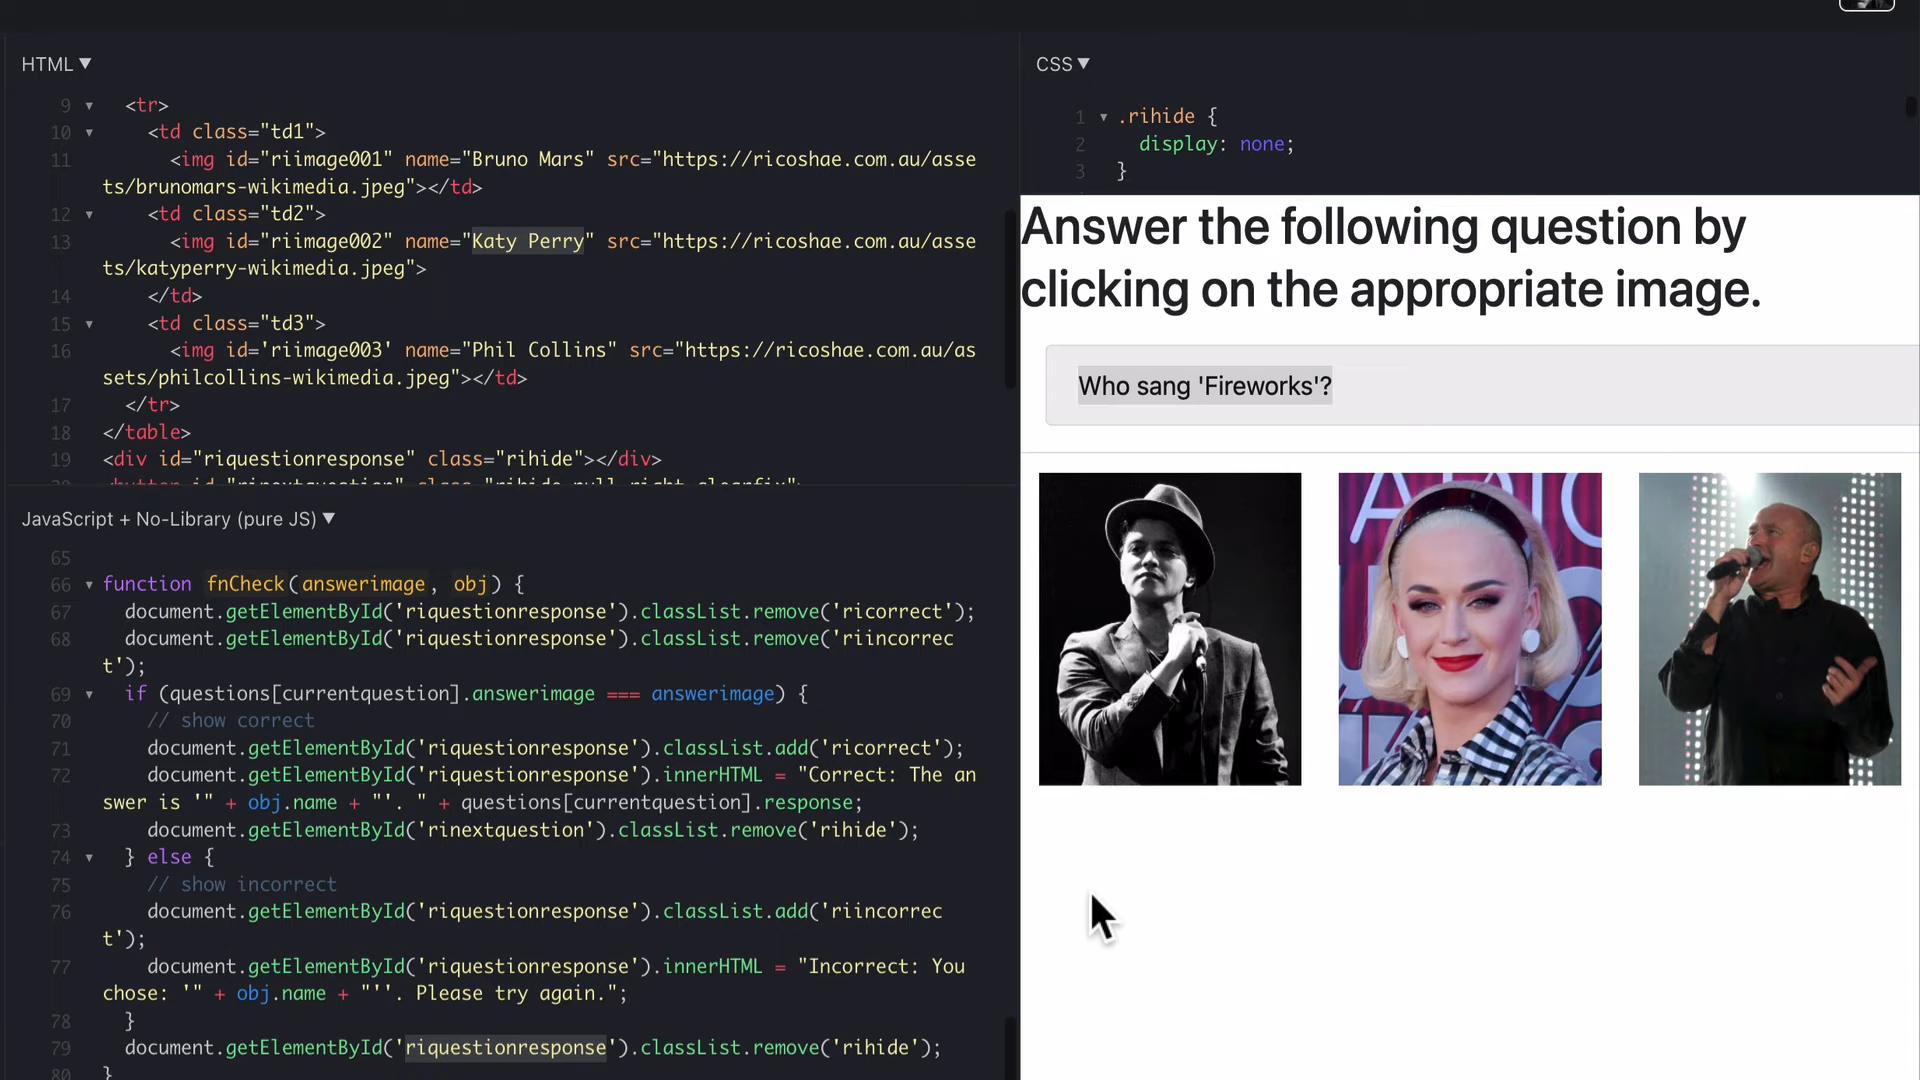 HTML ▼
9 ▾ <tr>
10 ▾ <td class="td1">
11 <img id="riimage001" name="Bruno Mars" src="https://ricoshae.com.au/asse
ts/brunomars-wikimedia.jpeg"></td>
12 ▾ <td class="td2">
13 <img id="riimage002" name="Katy Perry" src="https://ricoshae.com.au/asse
ts/katyperry-wikimedia.jpeg">
14 </td>
15 ▾ <td class="td3">
16 <img id='riimage003' name="Phil Collins" src="https://ricoshae.com.au/as
sets/philcollins-wikimedia.jpeg"></td>
17 </tr>
18 </table>
19 <div id="riquestionresponse" class="rihide"></div>
JavaScript + No-Library (pure JS) ▼
65
66 ▾ function fnCheck(answerimage, obj) {
67 document.getElementById('riquestionresponse').classList.remove('ricorrect');
68 document.getElementById('riquestionresponse').classList.remove('riincorrec
t');
69 ▾ if (questions[currentquestion].answerimage === answerimage) {
70 // show correct
71 document.getElementById('riquestionresponse').classList.add('ricorrect');
72 document.getElementById('riquestionresponse').innerHTML = "Correct: The an
swer is '" + obj.name + "'. " + questions[currentquestion].response;
73 document.getElementById('rinextquestion').classList.remove('rihide');
74 ▾ } else {
75 // show incorrect
76 document.getElementById('riquestionresponse').classList.add('riincorrec
t');
77 document.getElementById('riquestionresponse').innerHTML = "Incorrect: You
chose: '" + obj.name + "''. Please try again.";
78 }
79 document.getElementById('riquestionresponse').classList.remove('rihide');
80 }
CSS ▼
1 ▾ .rihide {
2 display: none;
3 }
Answer the following question by
clicking on the appropriate image.
Who sang 'Fireworks'?